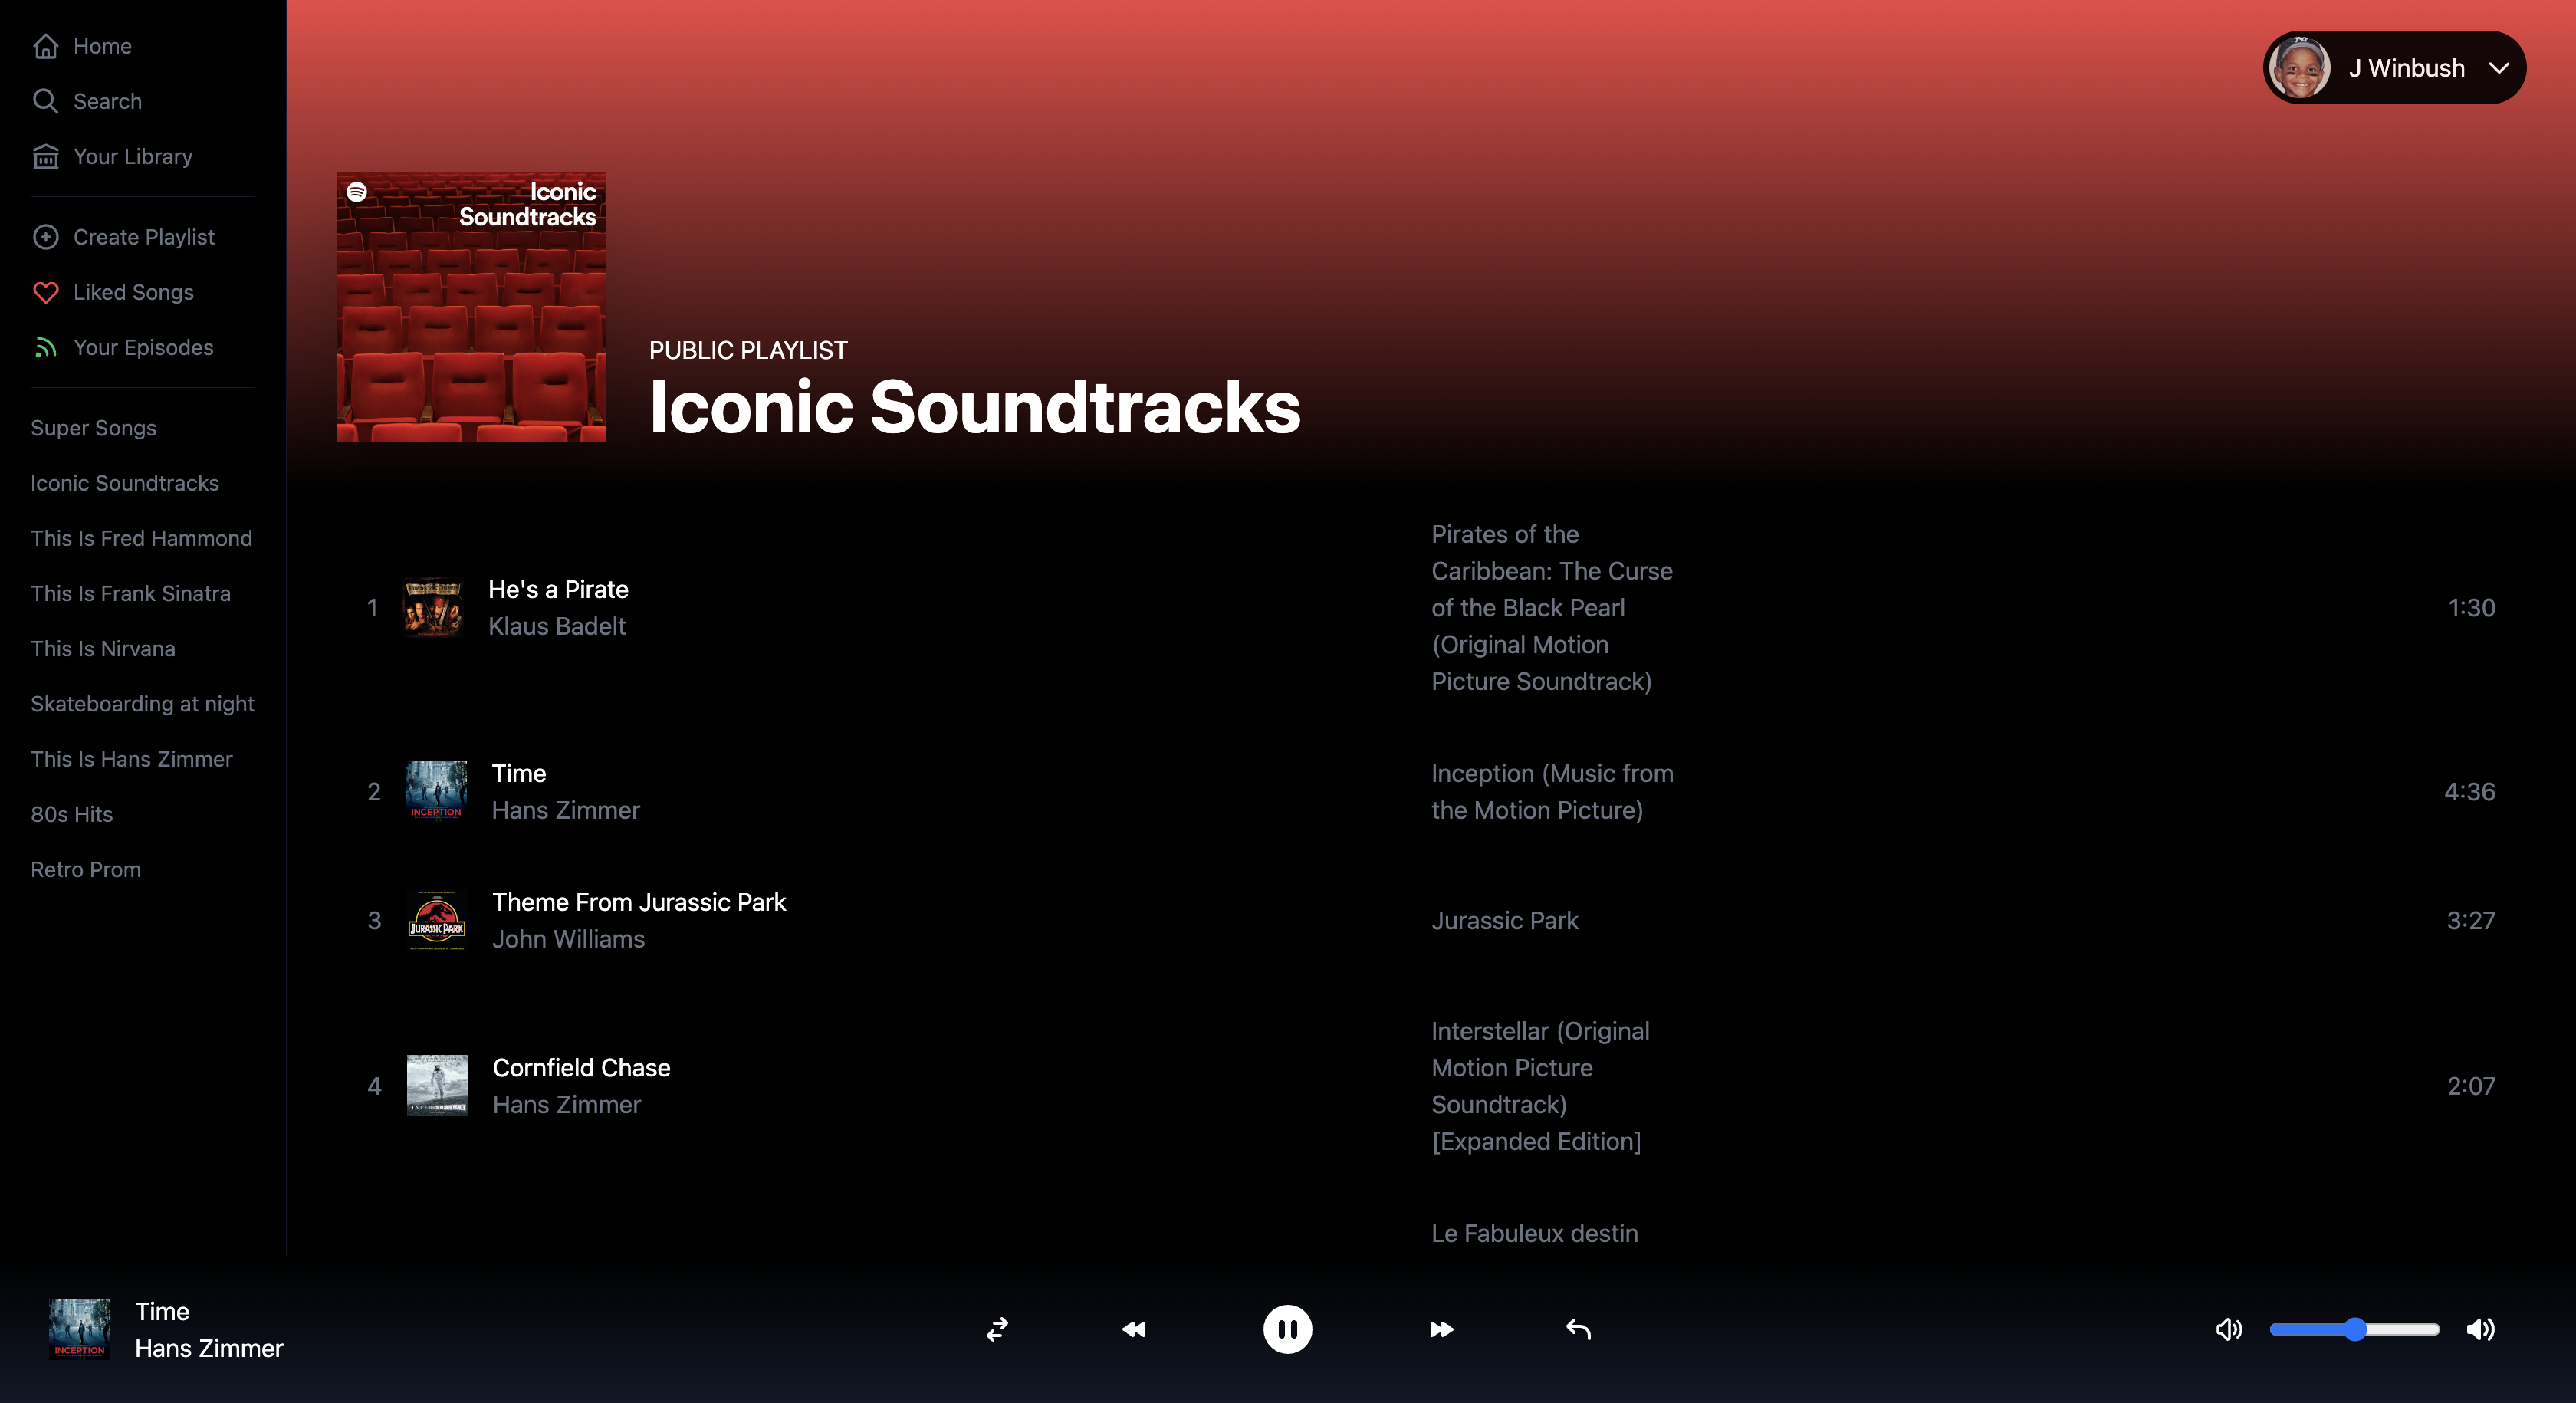 Home
Search
Your Library
Create Playlist
Liked Songs
Your Episodes
Super Songs
Iconic Soundtracks
This Is Fred Hammond
This Is Frank Sinatra
This Is Nirvana
Skateboarding at night
This Is Hans Zimmer
80s Hits
Retro Prom
J Winbush
Iconic
Soundtracks
PUBLIC PLAYLIST
Iconic Soundtracks
1
He's a Pirate
Klaus Badelt
Pirates of the
Caribbean: The Curse
of the Black Pearl
(Original Motion
Picture Soundtrack)
1:30
2
INCEPTION
Time
Hans Zimmer
Inception (Music from
the Motion Picture)
4:36
3
JURASSIC PARK
Theme From Jurassic Park
John Williams
Jurassic Park
3:27
4
INTERSTELLAR
Cornfield Chase
Hans Zimmer
Interstellar (Original
Motion Picture
Soundtrack)
[Expanded Edition]
2:07
Le Fabuleux destin
INCEPTION
Time
Hans Zimmer